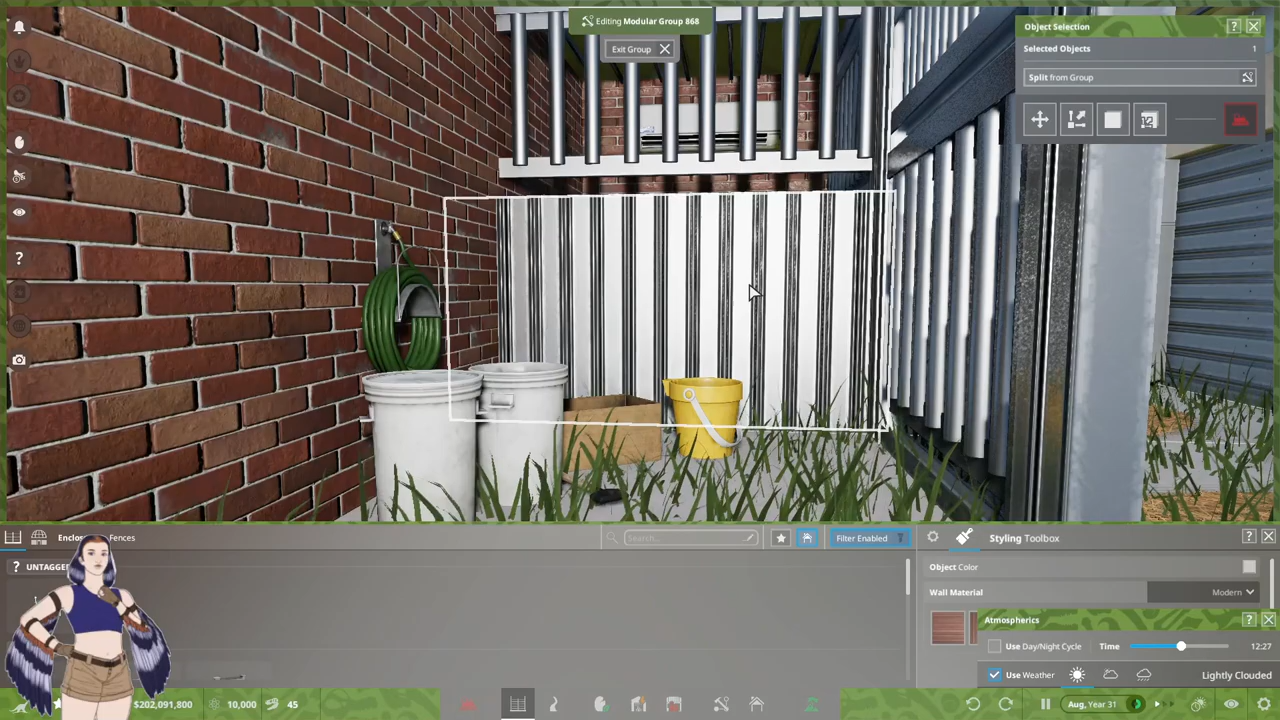 Editing Modular Group 868
Exit Group
Object Selection
?
Selected Objects 1
Split from Group
12
?
Enclo
Fences
Search...
Filter Enabled
Styling Toolbox
?
? UNTAGGE
Object Color
Wall Material Modern
Atmospherics
?
Use Day/Night Cycle Time 12:27
Use Weather Lightly Clouded
$202,091,800 10,000 45
Aug, Year 31